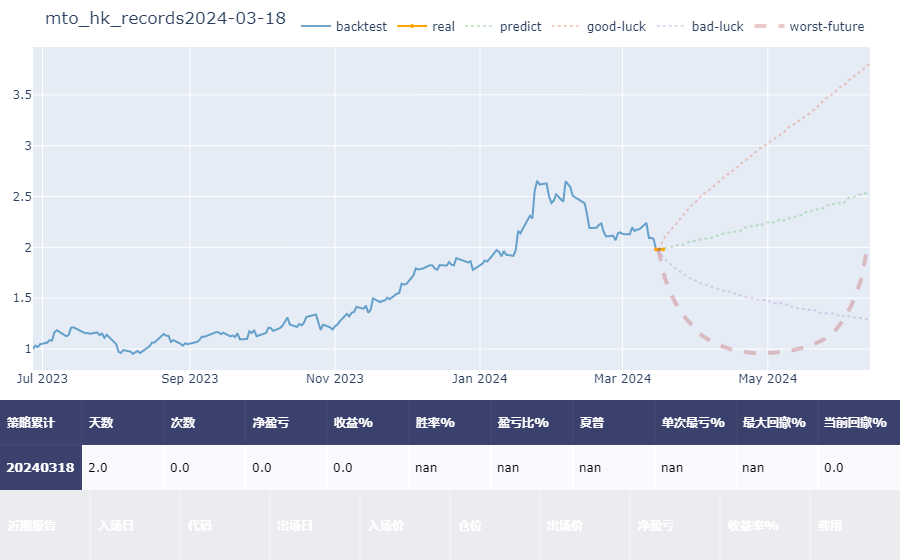 mto_hk_records2024-03-18
backtest real predict good-luck bad-luck worst-future
3.5
3
2.5
2
1.5
1
Jul 2023 Sep 2023 Nov 2023 Jan 2024 Mar 2024 May 2024
策略累计 天数 次数 净盈亏 收益% 胜率% 盈亏比% 夏普 单次最亏% 最大回撤% 当前回撤%
20240318 2.0 0.0 0.0 0.0 nan nan nan nan nan 0.0
近期报告 入场日 代码 出场日 入场价 仓位 出场价 净盈亏 收益率% 费用